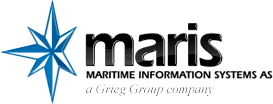 maris
MARITIME INFORMATION SYSTEMS AS
a Grieg Group company